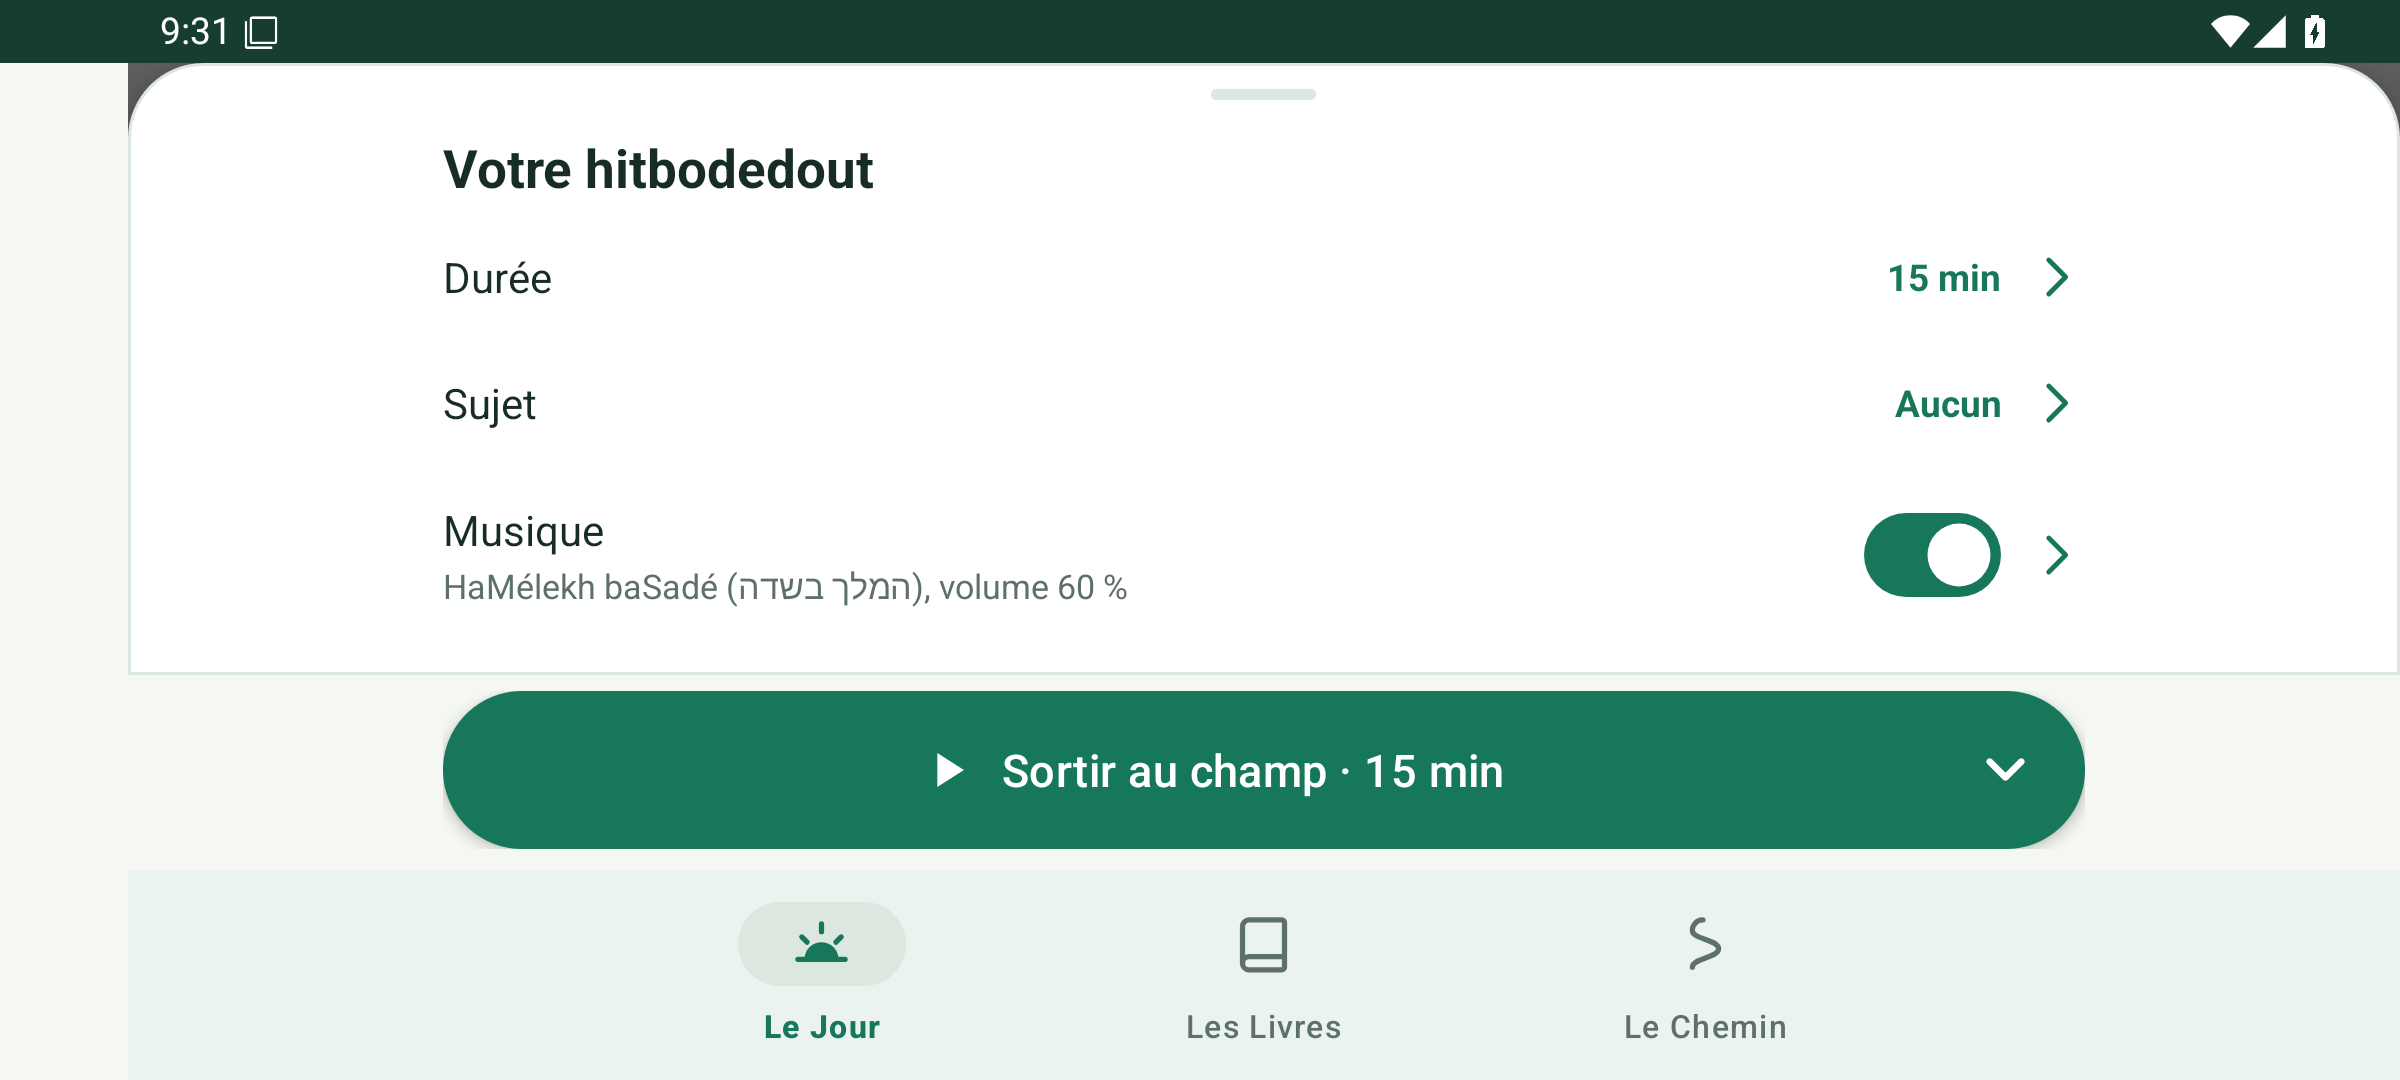 9:31
Votre hitbodedout
Durée
15 min
Sujet
Aucun
Musique
HaMélekh baSadé (המלך בשדה), volume 60 %
Sortir au champ · 15 min
Le Jour
Les Livres
Le Chemin